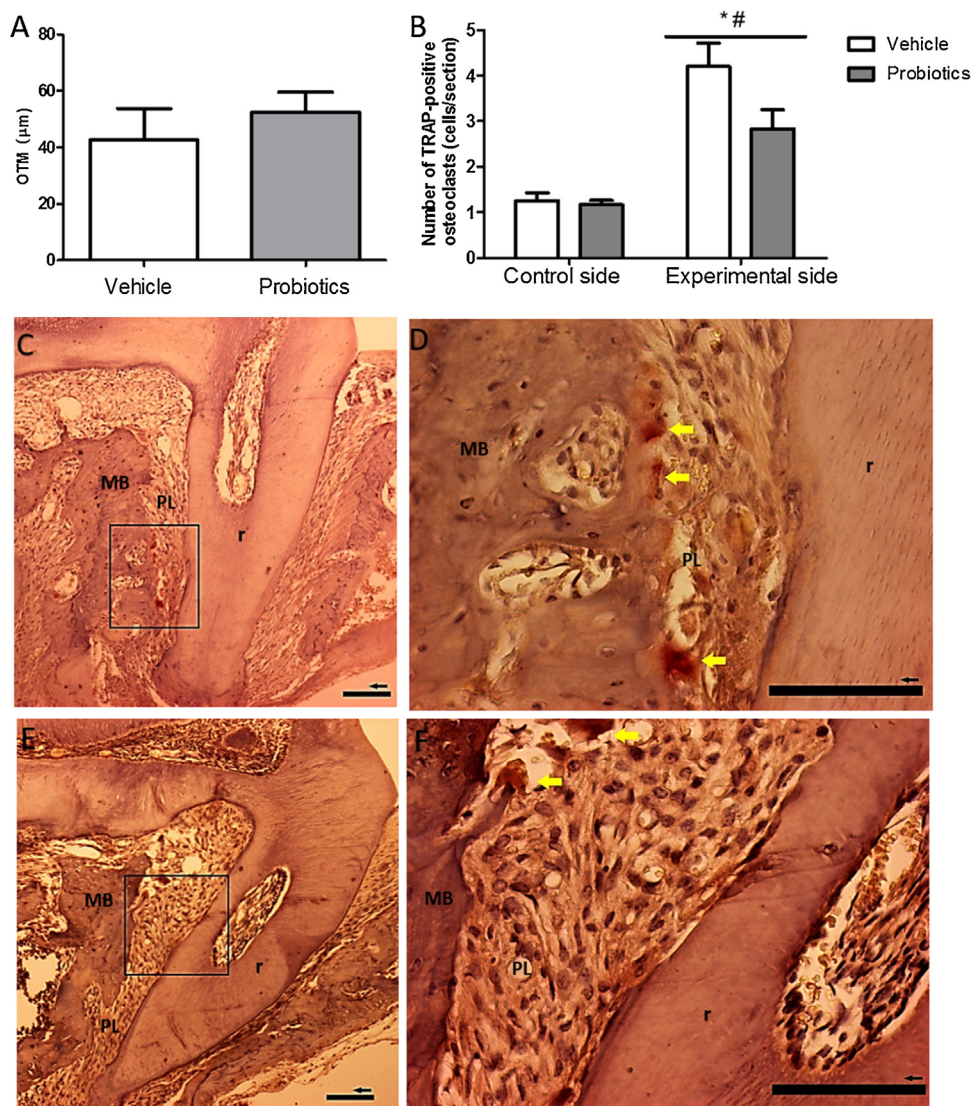 A
80
60
40
20
0
OTM (μm)
Vehicle
Probiotics
B
5
4
3
2
1
0
Number of TRAP-positive
osteoclasts (cells/section)
* #
Control side
Experimental side
Vehicle
Probiotics
C
MB
PL
r
D
MB
PL
r
E
MB
PL
r
F
MB
PL
r